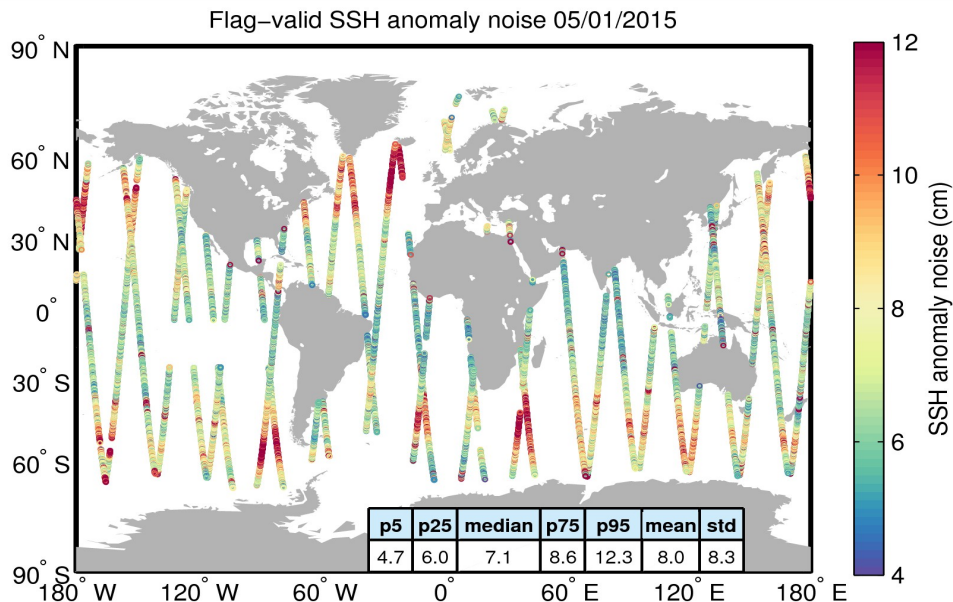 Flag-valid SSH anomaly noise 05/01/2015
90° N
60° N
30° N
0°
30° S
60° S
90° S
180° W
120° W
60° W
0°
60° E
120° E
180° E
12
10
8
6
4
SSH anomaly noise (cm)
p5 p25 median p75 p95 mean std
4.7 6.0 7.1 8.6 12.3 8.0 8.3